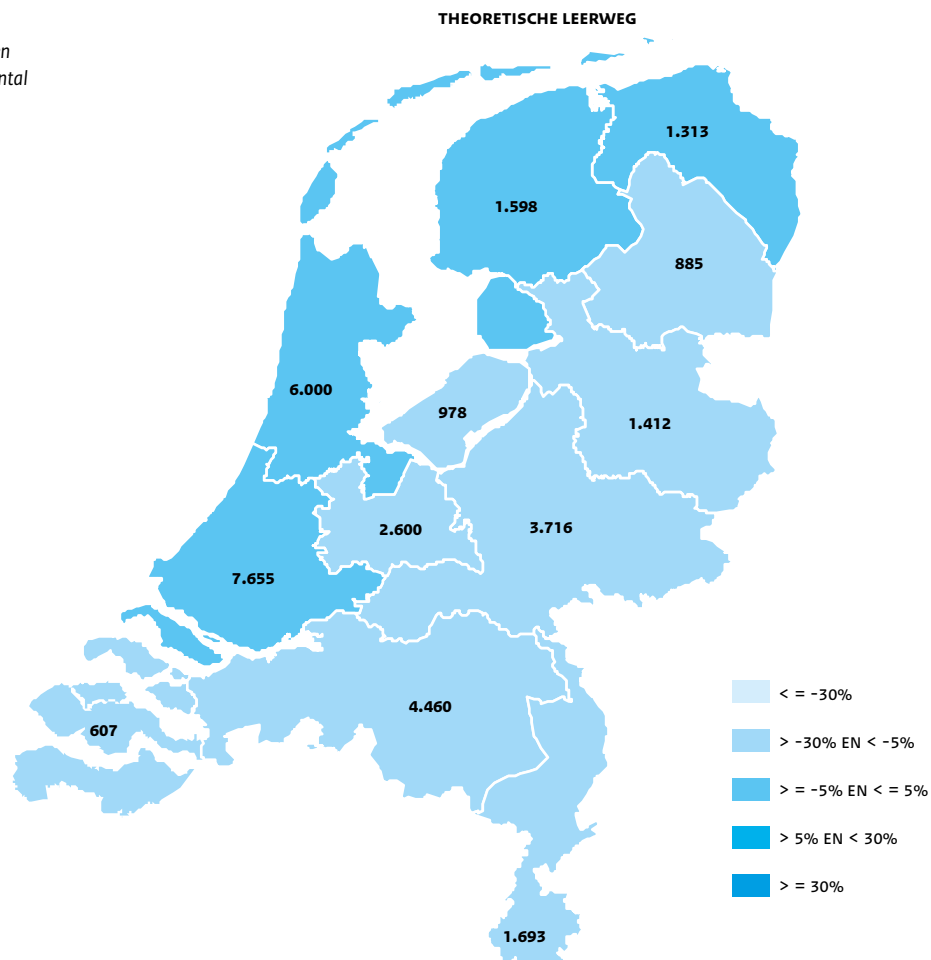 THEORETISCHE LEERWEG
en
ntal
1.313
1.598
885
6.000
978
1.412
2.600
3.716
7.655
4.460
607
1.693
< = -30%
> -30% EN < -5%
> = -5% EN < = 5%
> 5% EN < 30%
> = 30%